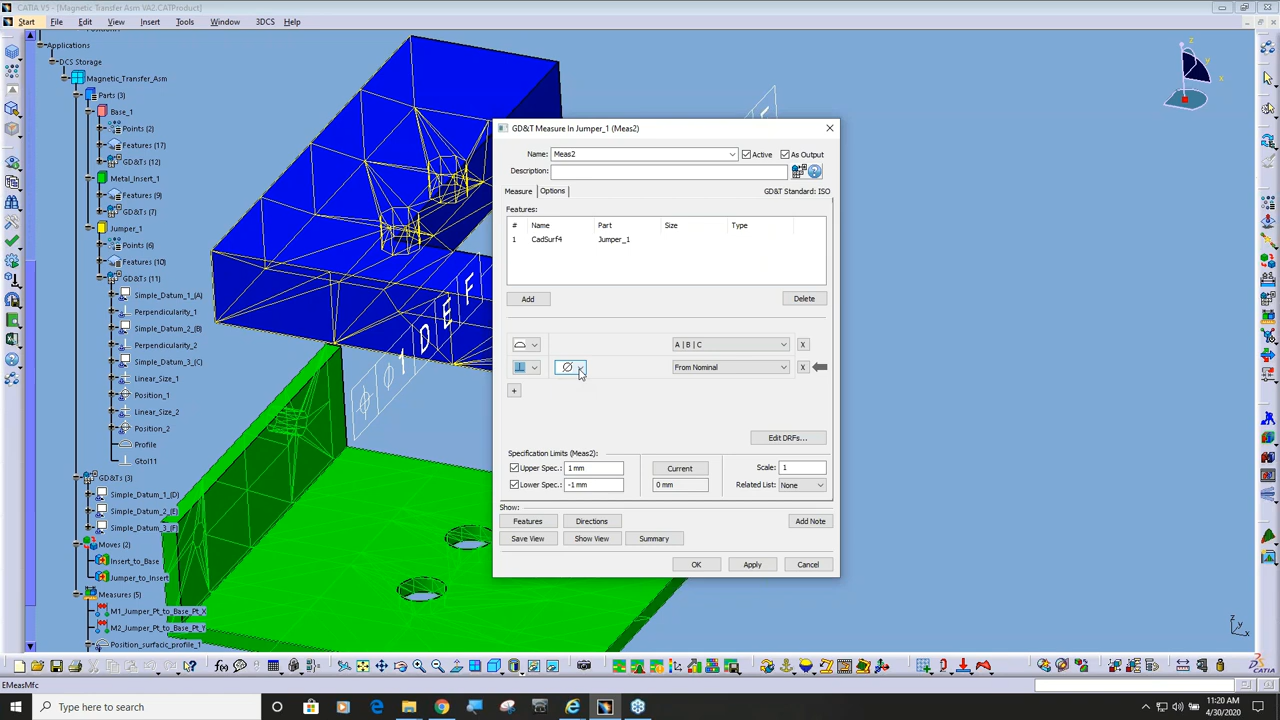 CATIA V5 - [Magnetic Transfer Asm VA2.CATProduct]
Start File Edit View Insert Tools Window 3DCS Help
Applications
DCS Storage
Magnetic_Transfer_Asm
Parts (3)
Base_1
Points (2)
Features (17)
GD&Ts (12)
Metal_Insert_1
Features (9)
GD&Ts (7)
Jumper_1
Points (6)
Features (10)
GD&Ts (11)
Simple_Datum_1_(A)
Perpendicularity_1
Simple_Datum_2_(B)
Perpendicularity_2
Simple_Datum_3_(C)
Linear_Size_1
Position_1
Linear_Size_2
Position_2
Profile
Gtol11
GD&Ts (3)
Simple_Datum_1_(D)
Simple_Datum_2_(E)
Simple_Datum_3_(F)
Moves (2)
Insert_to_Base
Jumper_to_Insert
Measures (5)
M1_Jumper_Pt_to_Base_Pt_X
M2_Jumper_Pt_to_Base_Pt_Y
Position_surfacic_profile_1
D E F
F
z
y
x
GD&T Measure In Jumper_1 (Meas2)
Name: Meas2 Active As Output
Description:
Measure Options GD&T Standard: ISO
Features:
# Name Part Size Type
1 CadSurf4 Jumper_1
Add Delete
A | B | C X
From Nominal X
+
Edit DRFs...
Specification Limits (Meas2):
Upper Spec.: 1 mm Current Scale: 1
Lower Spec.: -1 mm 0 mm Related List: None
Show:
Features Directions Add Note
Save View Show View Summary
OK Apply Cancel
z
y
x
CATIA
EMeasMfc
Type here to search
11:20 AM
4/30/2020